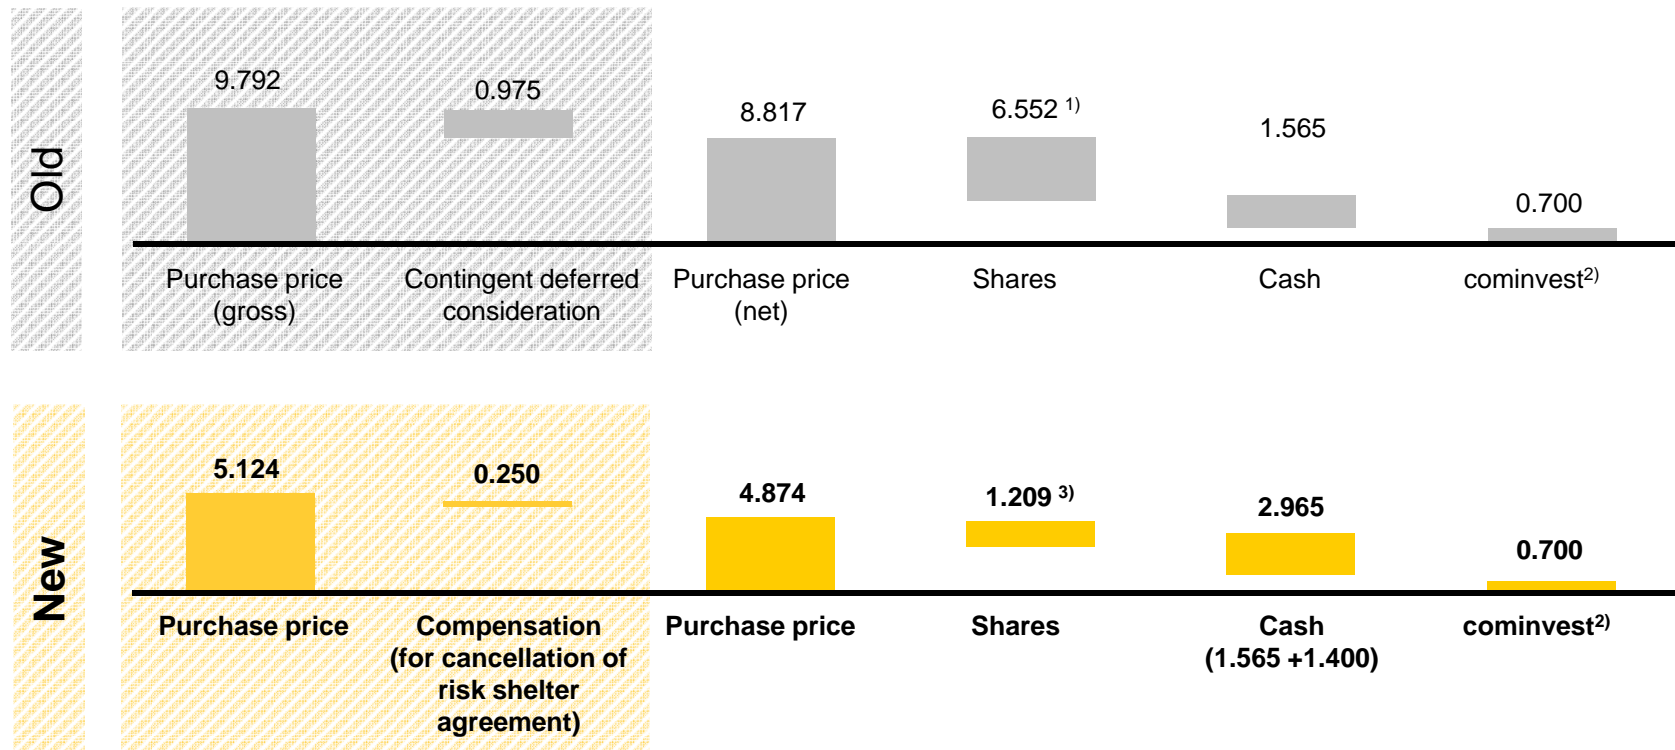 Old
9.792
0.975
8.817
6.552 1)
1.565
0.700
Purchase price
(gross)
Contingent deferred
consideration
Purchase price
(net)
Shares
Cash
cominvest2)
New
5.124
0.250
4.874
1.209 3)
2.965
0.700
Purchase price
Compensation
(for cancellation of
risk shelter
agreement)
Purchase price
Shares
Cash
(1.565 +1.400)
cominvest2)